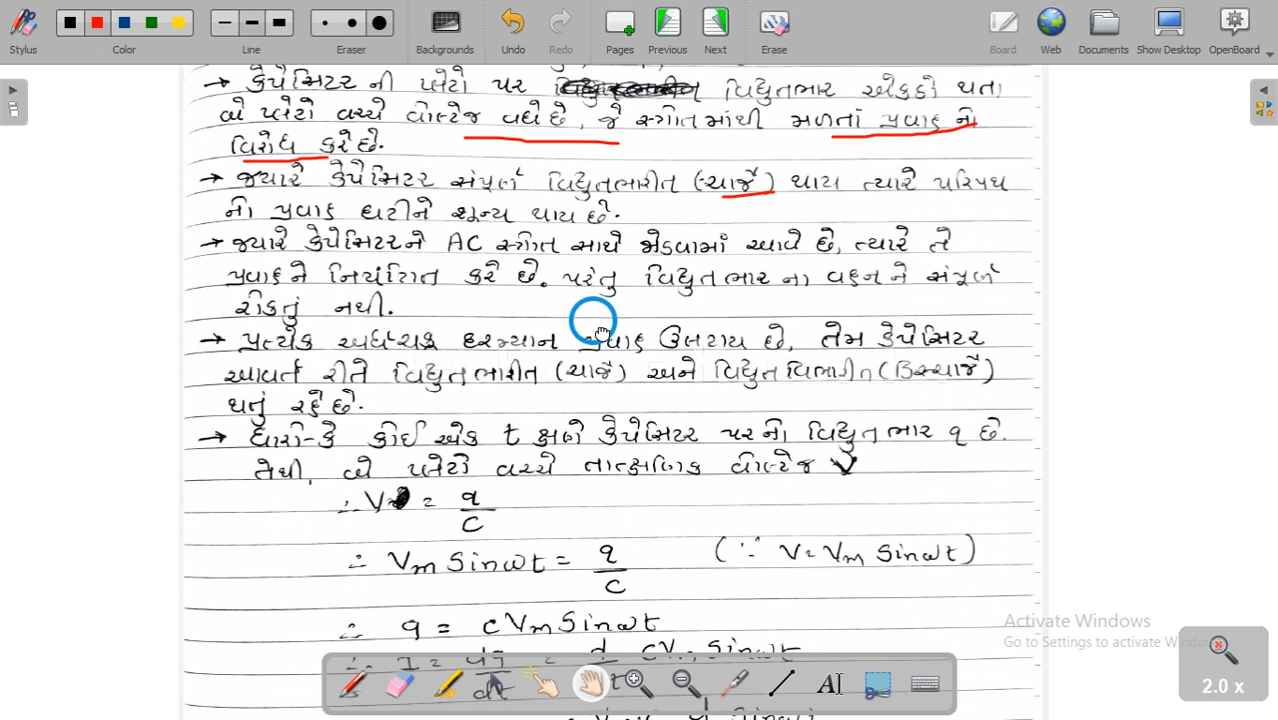 Stylus Color Line Eraser Backgrounds Undo Redo Pages Previous Next Erase Board Web Documents Show Desktop OpenBoard
→ કેપેસિટર ની પ્લેટો પર વિદ્યુતભાર એકઠો થતા
બે પ્લેટો વચ્ચે વોલ્ટેજ વધે છે, જે સ્ત્રોતમાંથી મળતાં પ્રવાહ નો
વિરોધ કરે છે.
→ જ્યારે કેપેસિટર સંપૂર્ણ વિદ્યુતભારીત (ચાર્જ) થાય ત્યારે પરિપથ
નો પ્રવાહ ઘટીને શૂન્ય થાય છે.
→ જ્યારે કેપેસિટરને AC સ્ત્રોત સાથે જોડવામાં આવે છે, ત્યારે તે
પ્રવાહને નિયંત્રિત કરે છે. પરંતુ વિદ્યુતભાર ના વહન ને સંપૂર્ણ
રોકતું નથી.
→ પ્રત્યેક અર્ધચક્ર દરમ્યાન પ્રવાહ ઉલટાય છે, તેમ કેપેસિટર
આવર્ત રીતે વિદ્યુતભારીત (ચાર્જ) અને વિદ્યુતવિભારીત (ડિસ્ચાર્જ)
થતું રહે છે.
→ ધારો-કે કોઈ એક t ક્ષણે કેપેસિટર પરનો વિદ્યુતભાર q છે.
તેથી, બે પ્લેટો વચ્ચે તાત્ક્ષણિક વોલ્ટેજ V
∴ V = q/C
∴ Vm Sinωt = q/C (∵ V = Vm Sinωt)
∴ q = CVm Sinωt
Activate Windows
Go to Settings to activate Windows.
2.0 x